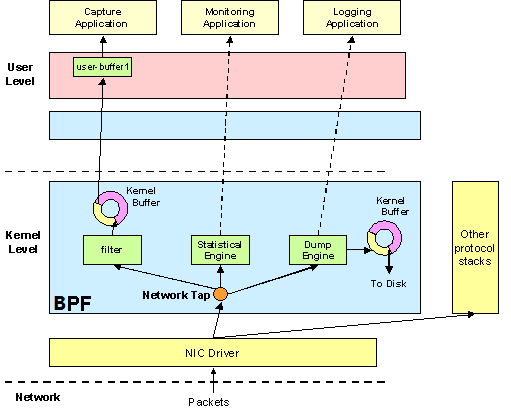 Capture
Application
Monitoring
Application
Logging
Application
User
Level
user-buffer1
Kernel
Buffer
Kernel
Buffer
Kernel
Level
filter
Statistical
Engine
Dump
Engine
Other
protocol
stacks
To Disk
Network Tap
BPF
NIC Driver
Network
Packets